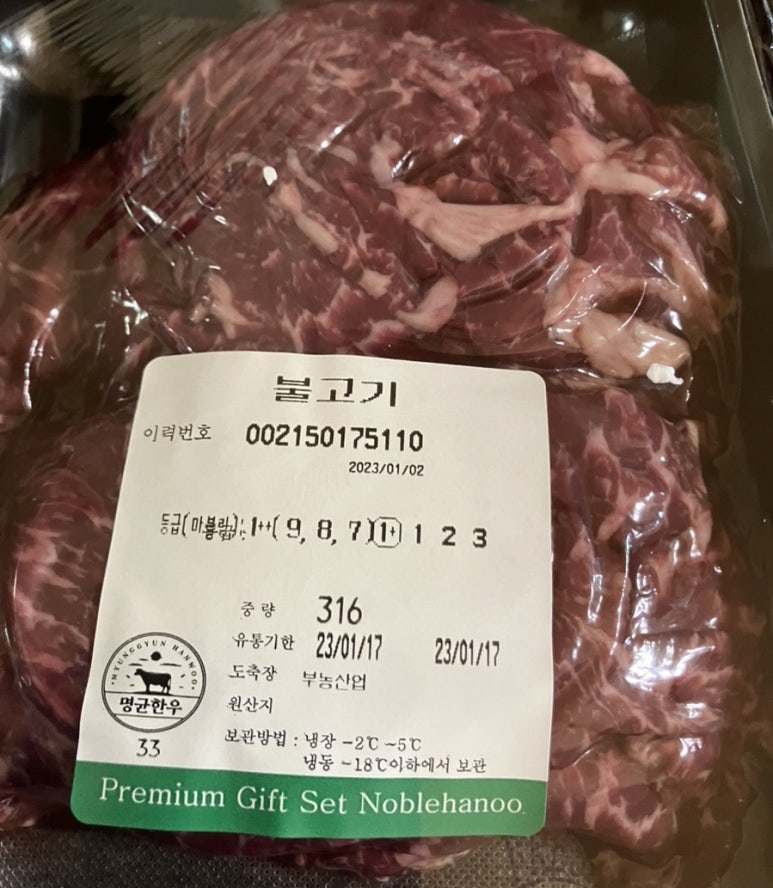 불고기
이력번호 002150175110
2023/01/02
등급(마블링): 1++( 9, 8, 7 ) 1+ 1 2 3
중량 316
유통기한 23/01/17 23/01/17
도축장 부농산업
원산지
보관방법 : 냉장 -2℃ ~5℃
냉동 -18℃이하에서 보관
MYUNGGYUN HANWOO
명균한우
33
Premium Gift Set Noblehanoo.